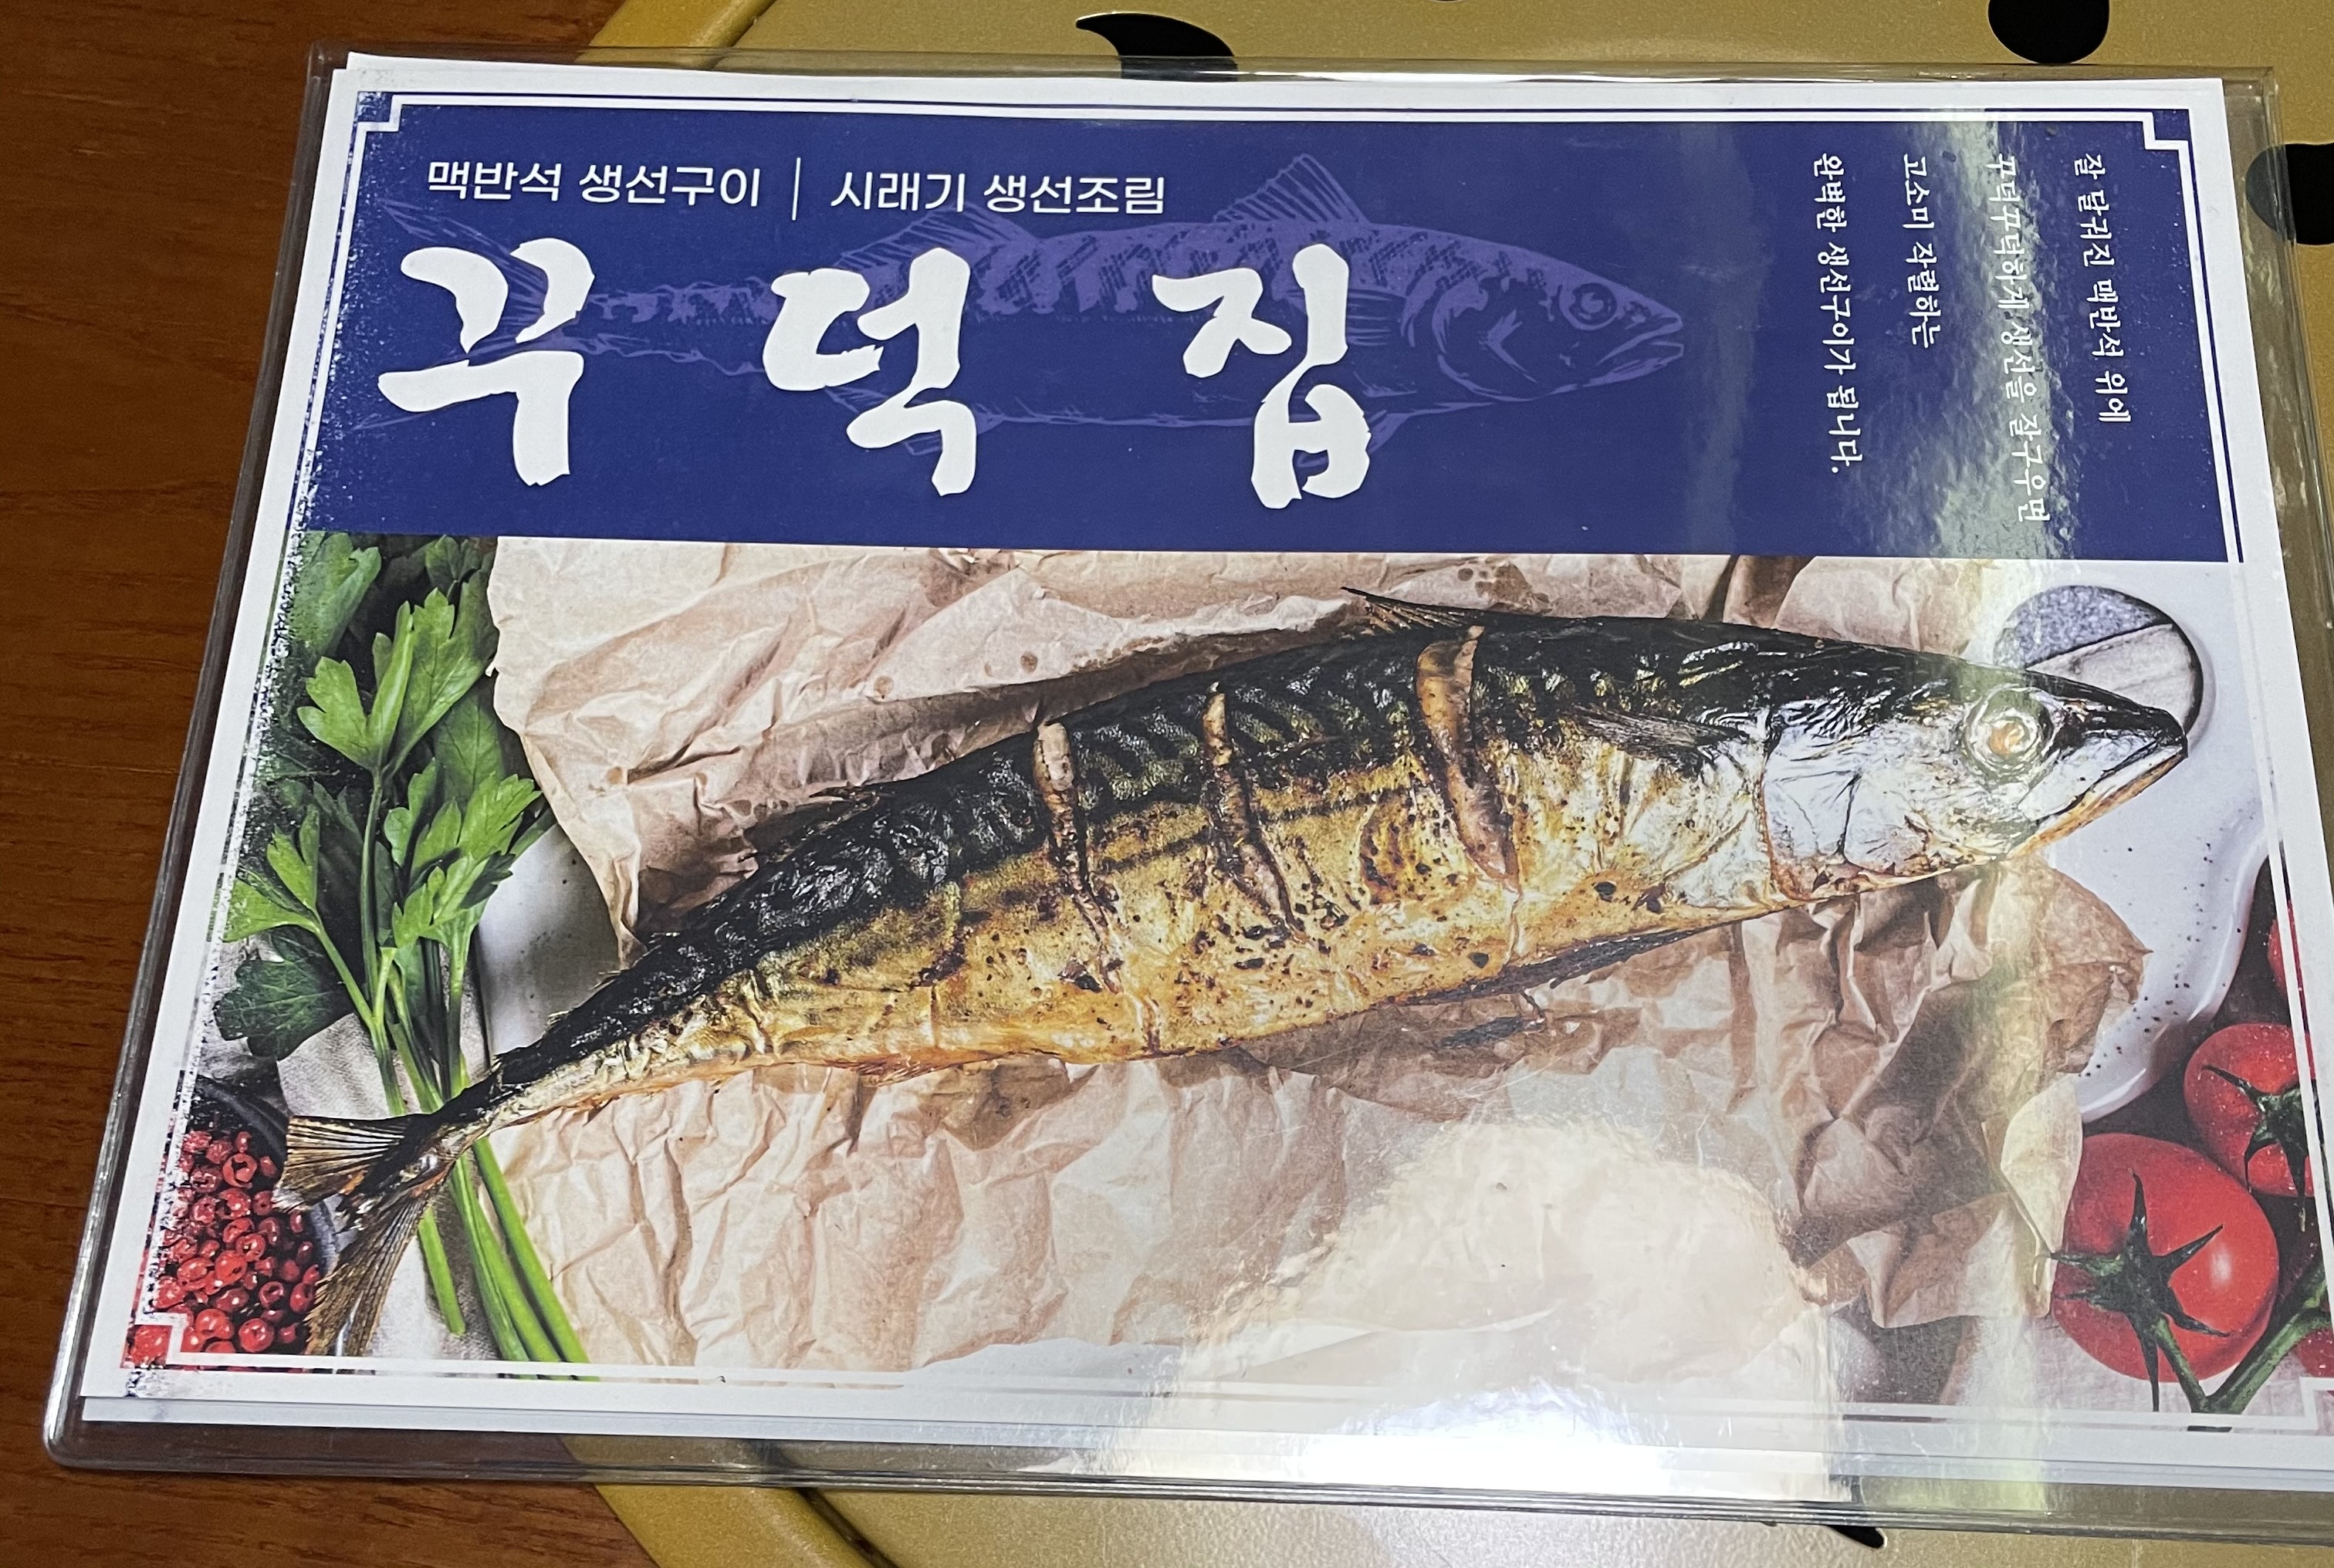 맥반석 생선구이 | 시래기 생선조림
꾸덕집
잘 달궈진 맥반석 위에
꾸덕꾸덕하게 생선을 잘구우면
고소미 작렬하는
완벽한 생선구이가 됩니다.